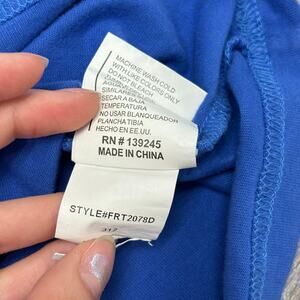 MACHINE WASH COLD
WITH LIKE COLORS ONLY
DO NOT BLEACH
SIMILARES
SECAR A BAJA
TEMPERATURA
NO USAR BLANQUEADOR
PLANCHA TIBIA
HECHO EN EE.UU.
RN # 139245
MADE IN CHINA
STYLE#FRT2078D